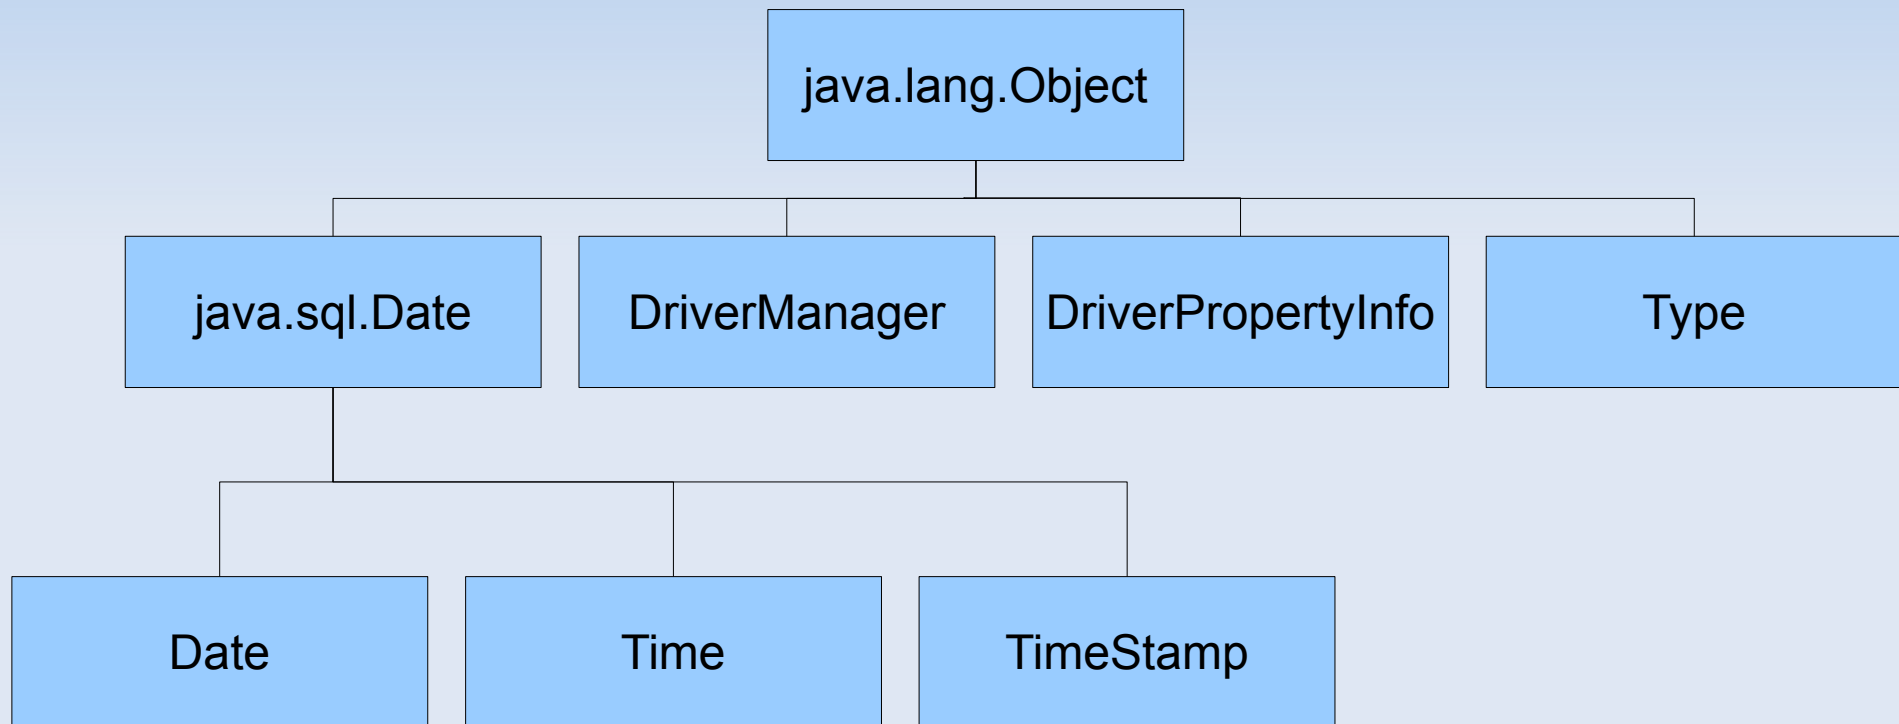 java.lang.Object
java.sql.Date
DriverManager
DriverPropertyInfo
Type
Date
Time
TimeStamp